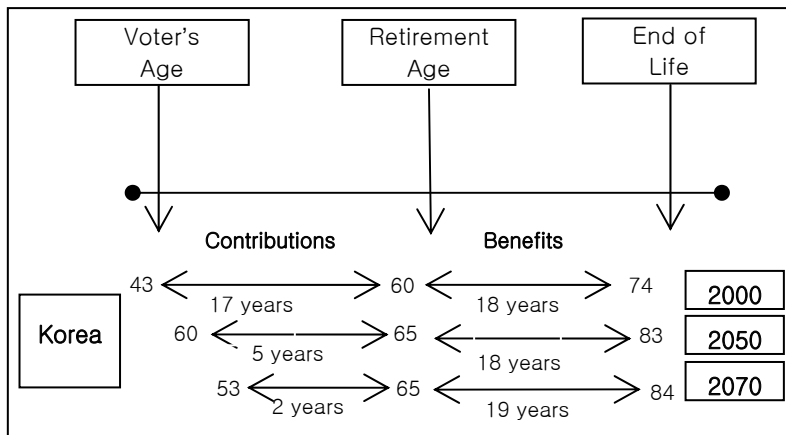 Voter's
Age
Retirement
Age
End of
Life
Contributions
Benefits
Korea
43
60
74
2000
17 years
18 years
60
65
83
2050
5 years
18 years
53
65
84
2070
2 years
19 years